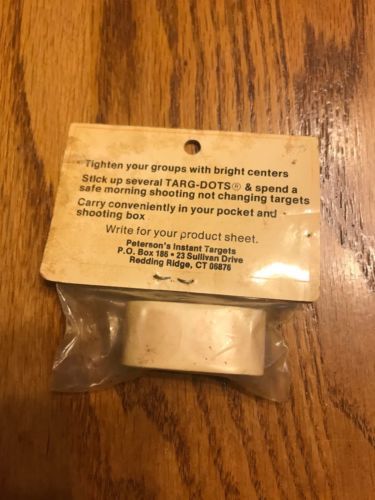 Tighten your groups with bright centers
Stick up several TARG-DOTS® & spend a
safe morning shooting not changing targets
Carry conveniently in your pocket and
shooting box
Write for your product sheet.
Peterson's Instant Targets
P.O. Box 186 • 23 Sullivan Drive
Redding Ridge, CT 06876